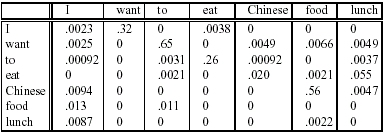 I want to eat Chinese food lunch
I .0023 .32 0 .0038 0 0 0
want .0025 0 .65 0 .0049 .0066 .0049
to .00092 0 .0031 .26 .00092 0 .0037
eat 0 0 .0021 0 .020 .0021 .055
Chinese .0094 0 0 0 0 .56 .0047
food .013 0 .011 0 0 0 0
lunch .0087 0 0 0 0 .0022 0